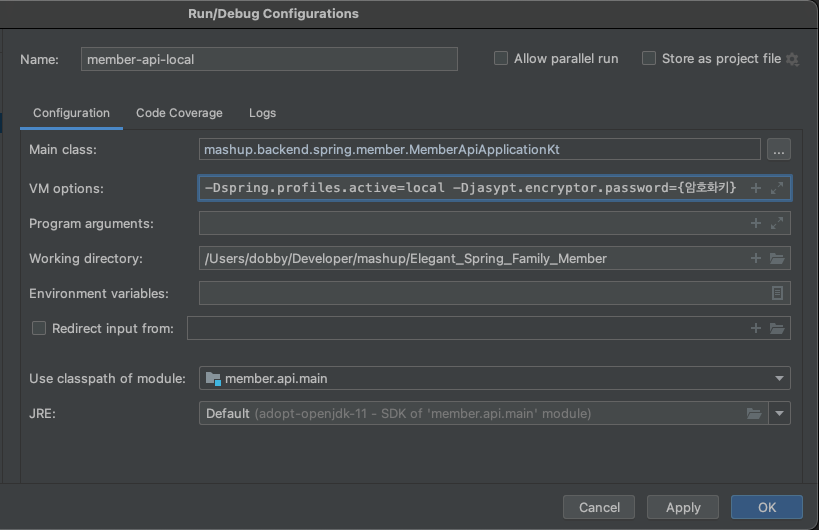 Run/Debug Configurations
Name: member-api-local Allow parallel run Store as project file
Configuration Code Coverage Logs
Main class: mashup.backend.spring.member.MemberApiApplicationKt ...
VM options: -Dspring.profiles.active=local -Djasypt.encryptor.password={암호화키}
Program arguments:
Working directory: /Users/dobby/Developer/mashup/Elegant_Spring_Family_Member
Environment variables:
Redirect input from:
Use classpath of module: member.api.main
JRE: Default (adopt-openjdk-11 - SDK of 'member.api.main' module)
Cancel Apply OK